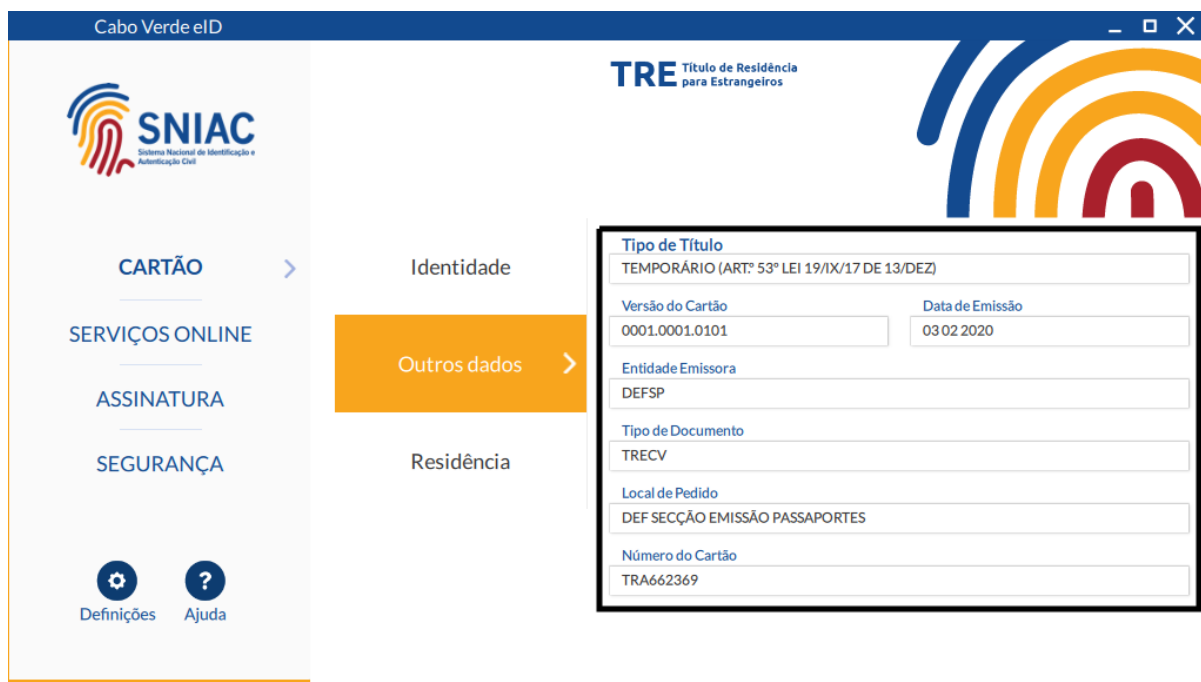 Cabo Verde eID
SNIAC
Sistema Nacional de Identificação e
Autenticação Civil
CARTÃO
SERVIÇOS ONLINE
ASSINATURA
SEGURANÇA
Definições
Ajuda
Identidade
Outros dados
Residência
TRE Título de Residência
para Estrangeiros
Tipo de Título
TEMPORÁRIO (ART.º 53º LEI 19/IX/17 DE 13/DEZ)
Versão do Cartão
0001.0001.0101
Data de Emissão
03 02 2020
Entidade Emissora
DEFSP
Tipo de Documento
TRECV
Local de Pedido
DEF SECÇÃO EMISSÃO PASSAPORTES
Número do Cartão
TRA662369